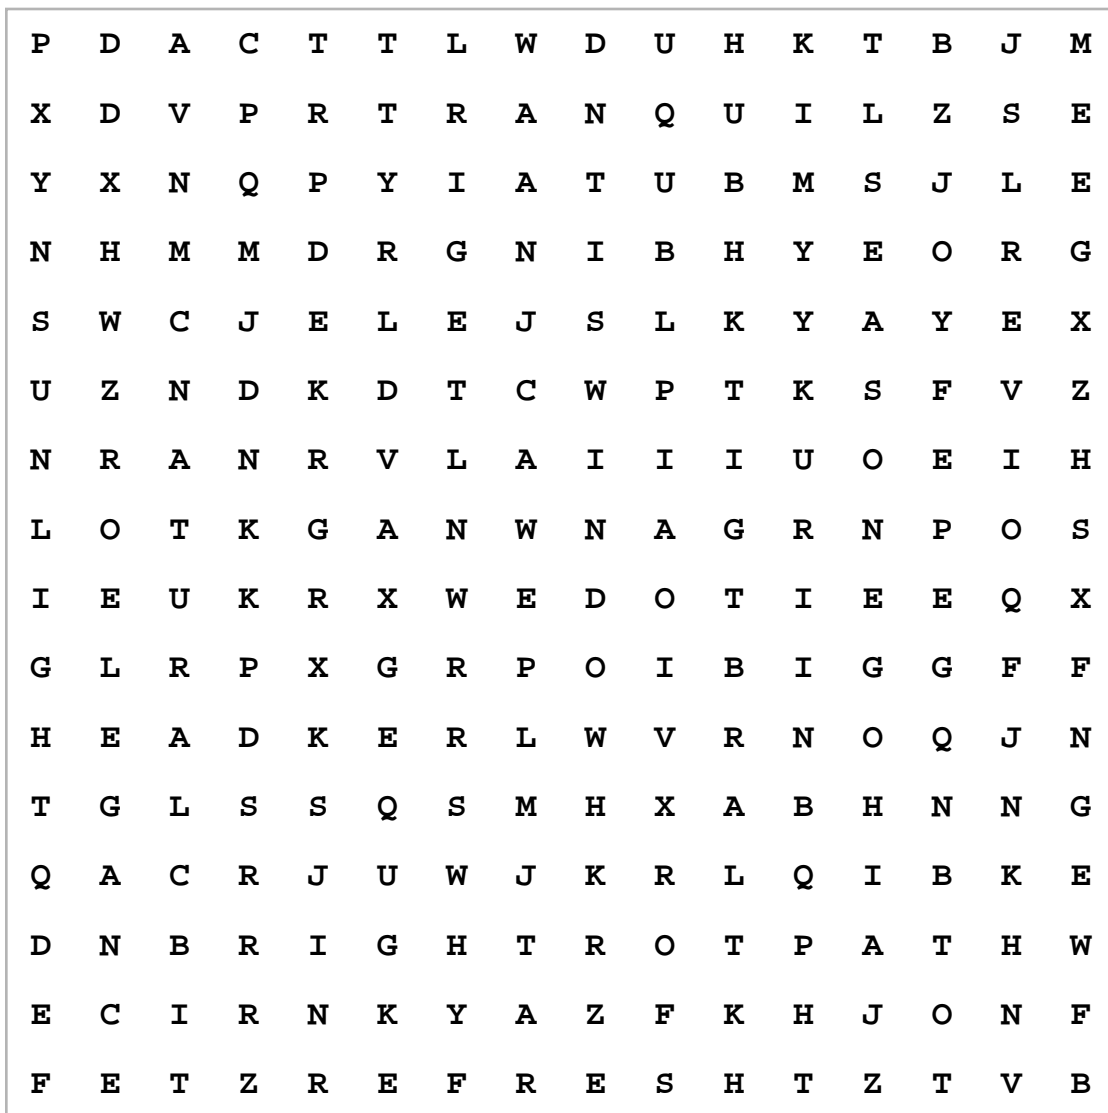 P D A C T T L W D U H K T B J M
X D V P R T R A N Q U I L Z S E
Y X N Q P Y I A T U B M S J L E
N H M M D R G N I B H Y E O R G
S W C J E L E J S L K Y A Y E X
U Z N D K D T C W P T K S F V Z
N R A N R V L A I I I U O E I H
L O T K G A N W N A G R N P O S
I E U K R X W E D O T I E E Q X
G L R P X G R P O I B I G G F F
H E A D K E R L W V R N O Q J N
T G L S S Q S M H X A B H N N G
Q A C R J U W J K R L Q I B K E
D N B R I G H T R O T P A T H W
E C I R N K Y A Z F K H J O N F
F E T Z R E F R E S H T Z T V B